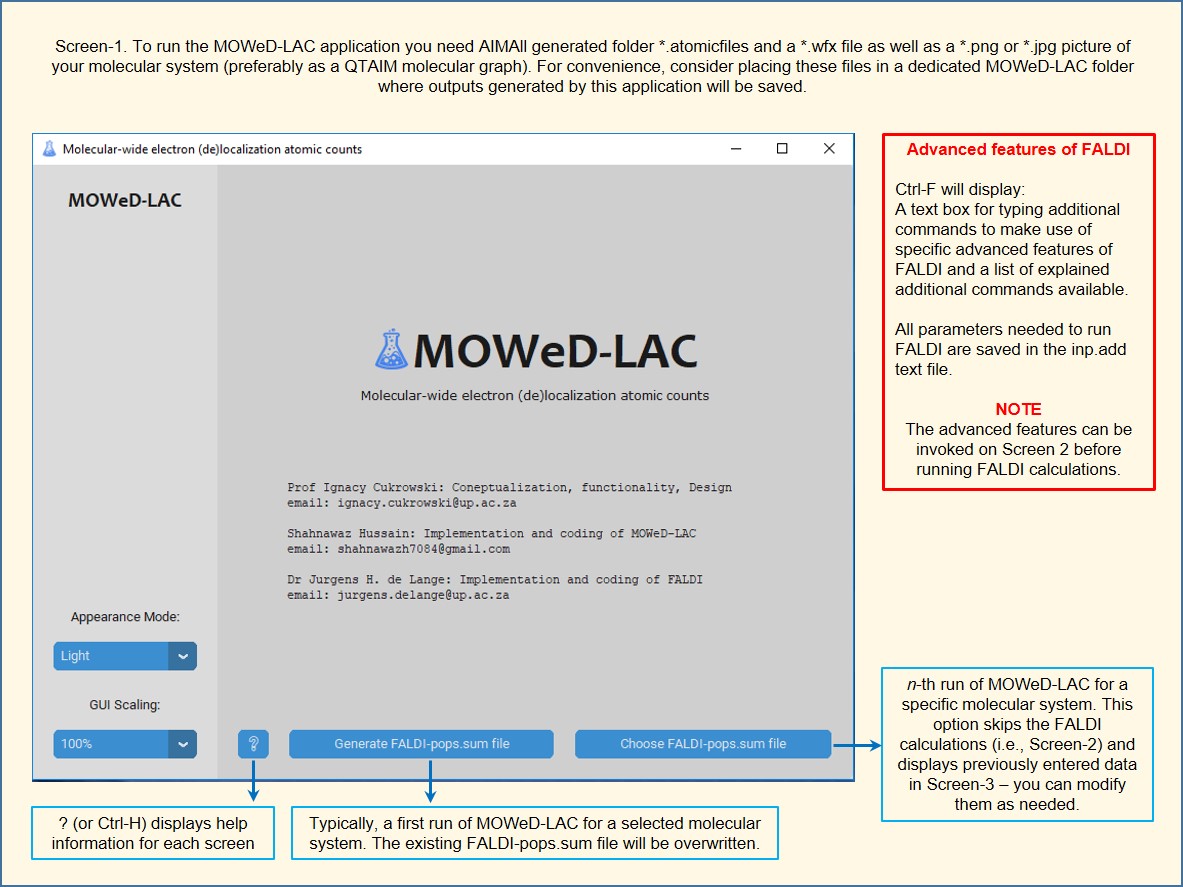 Screen-1. To run the MOWeD-LAC application you need AIMAll generated folder *.atomicfiles and a *.wfx file as well as a *.png or *.jpg picture of
your molecular system (preferably as a QTAIM molecular graph). For convenience, consider placing these files in a dedicated MOWeD-LAC folder
where outputs generated by this application will be saved.
Molecular-wide electron (de)localization atomic counts
MOWeD-LAC
MOWeD-LAC
Molecular-wide electron (de)localization atomic counts
Prof Ignacy Cukrowski: Coneptualization, functionality, Design
email: ignacy.cukrowski@up.ac.za
Shahnawaz Hussain: Implementation and coding of MOWeD-LAC
email: shahnawazh7084@gmail.com
Dr Jurgens H. de Lange: Implementation and coding of FALDI
email: jurgens.delange@up.ac.za
Appearance Mode:
Light
GUI Scaling:
100%
?
Generate FALDI-pops.sum file
Choose FALDI-pops.sum file
Advanced features of FALDI
Ctrl-F will display:
A text box for typing additional
commands to make use of
specific advanced features of
FALDI and a list of explained
additional commands available.
All parameters needed to run
FALDI are saved in the inp.add
text file.
NOTE
The advanced features can be
invoked on Screen 2 before
running FALDI calculations.
n-th run of MOWeD-LAC for a
specific molecular system. This
option skips the FALDI
calculations (i.e., Screen-2) and
displays previously entered data
in Screen-3 – you can modify
them as needed.
? (or Ctrl-H) displays help
information for each screen
Typically, a first run of MOWeD-LAC for a selected molecular
system. The existing FALDI-pops.sum file will be overwritten.